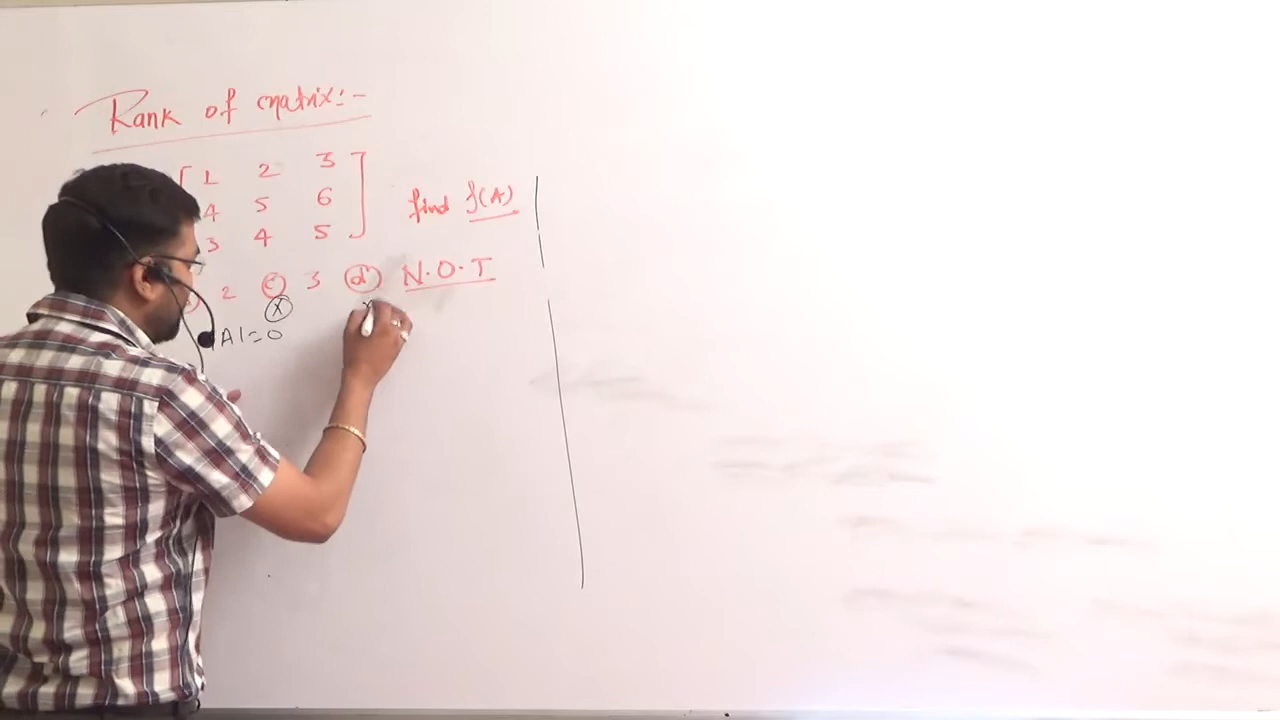 Rank of matrix:-
[ 1 2 3 ]
4 5 6 find f(A)
3 4 5
2 (c) 3 (d) N.O.T
(x) x
|A|=0